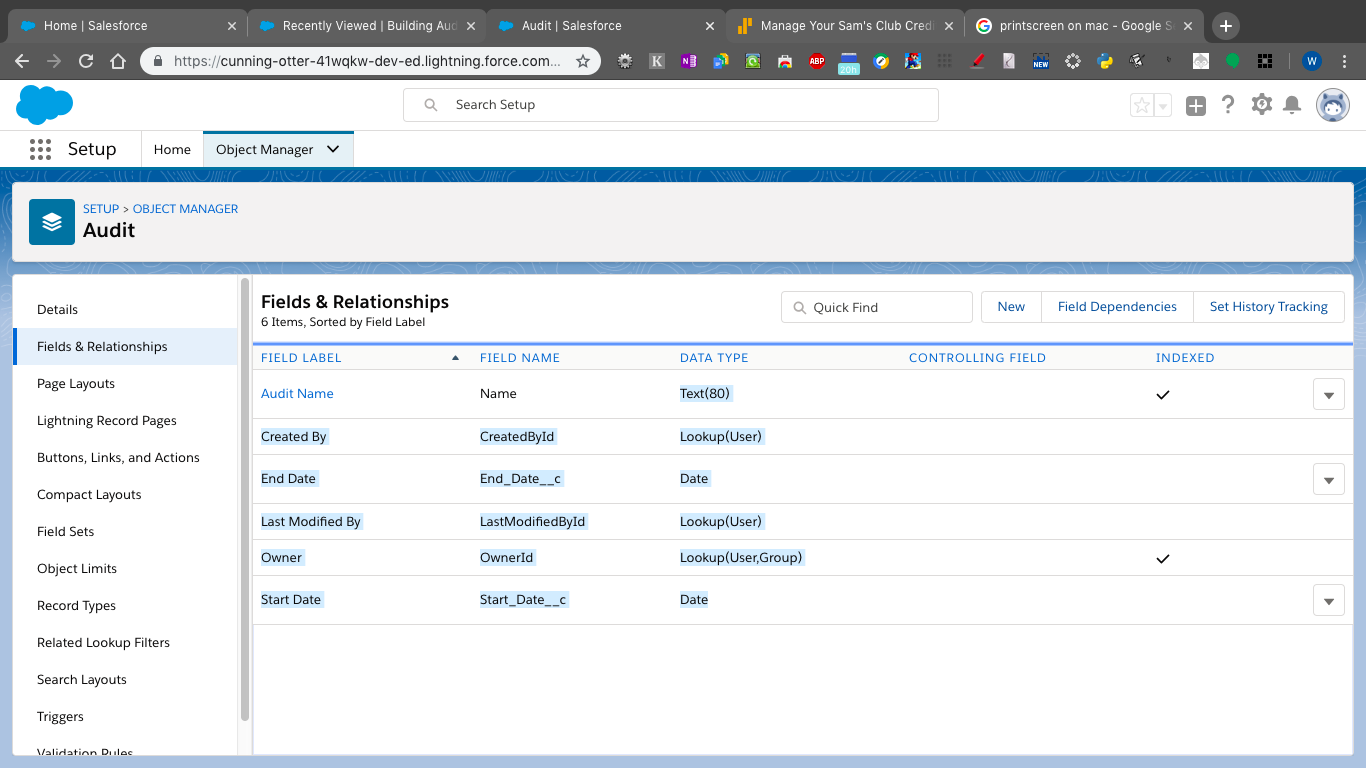 Home | Salesforce
Recently Viewed | Building Aud
Audit | Salesforce
Manage Your Sam's Club Credi
printscreen on mac - Google S
https://cunning-otter-41wqkw-dev-ed.lightning.force.com...
K
N
ABP
20h
NEW
W
Search Setup
Setup
Home
Object Manager
SETUP > OBJECT MANAGER
Audit
Details
Fields & Relationships
Page Layouts
Lightning Record Pages
Buttons, Links, and Actions
Compact Layouts
Field Sets
Object Limits
Record Types
Related Lookup Filters
Search Layouts
Triggers
Validation Rules
Fields & Relationships
6 Items, Sorted by Field Label
Quick Find
New
Field Dependencies
Set History Tracking
FIELD LABEL FIELD NAME DATA TYPE CONTROLLING FIELD INDEXED
Audit Name Name Text(80)
Created By CreatedById Lookup(User)
End Date End_Date__c Date
Last Modified By LastModifiedById Lookup(User)
Owner OwnerId Lookup(User,Group)
Start Date Start_Date__c Date